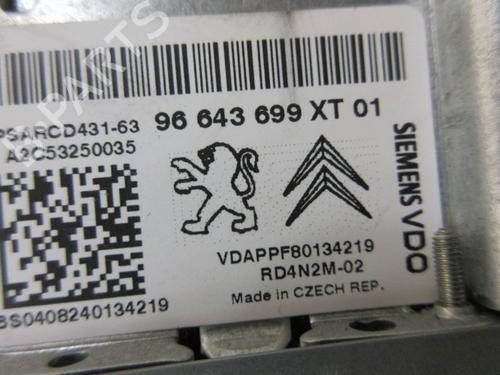 PSARCD431-63 96 643 699 XT 01
A2C53250035
SIEMENS VDO
VDAPPF80134219
RD4N2M-02
Made in CZECH REP.
BS0408240134219